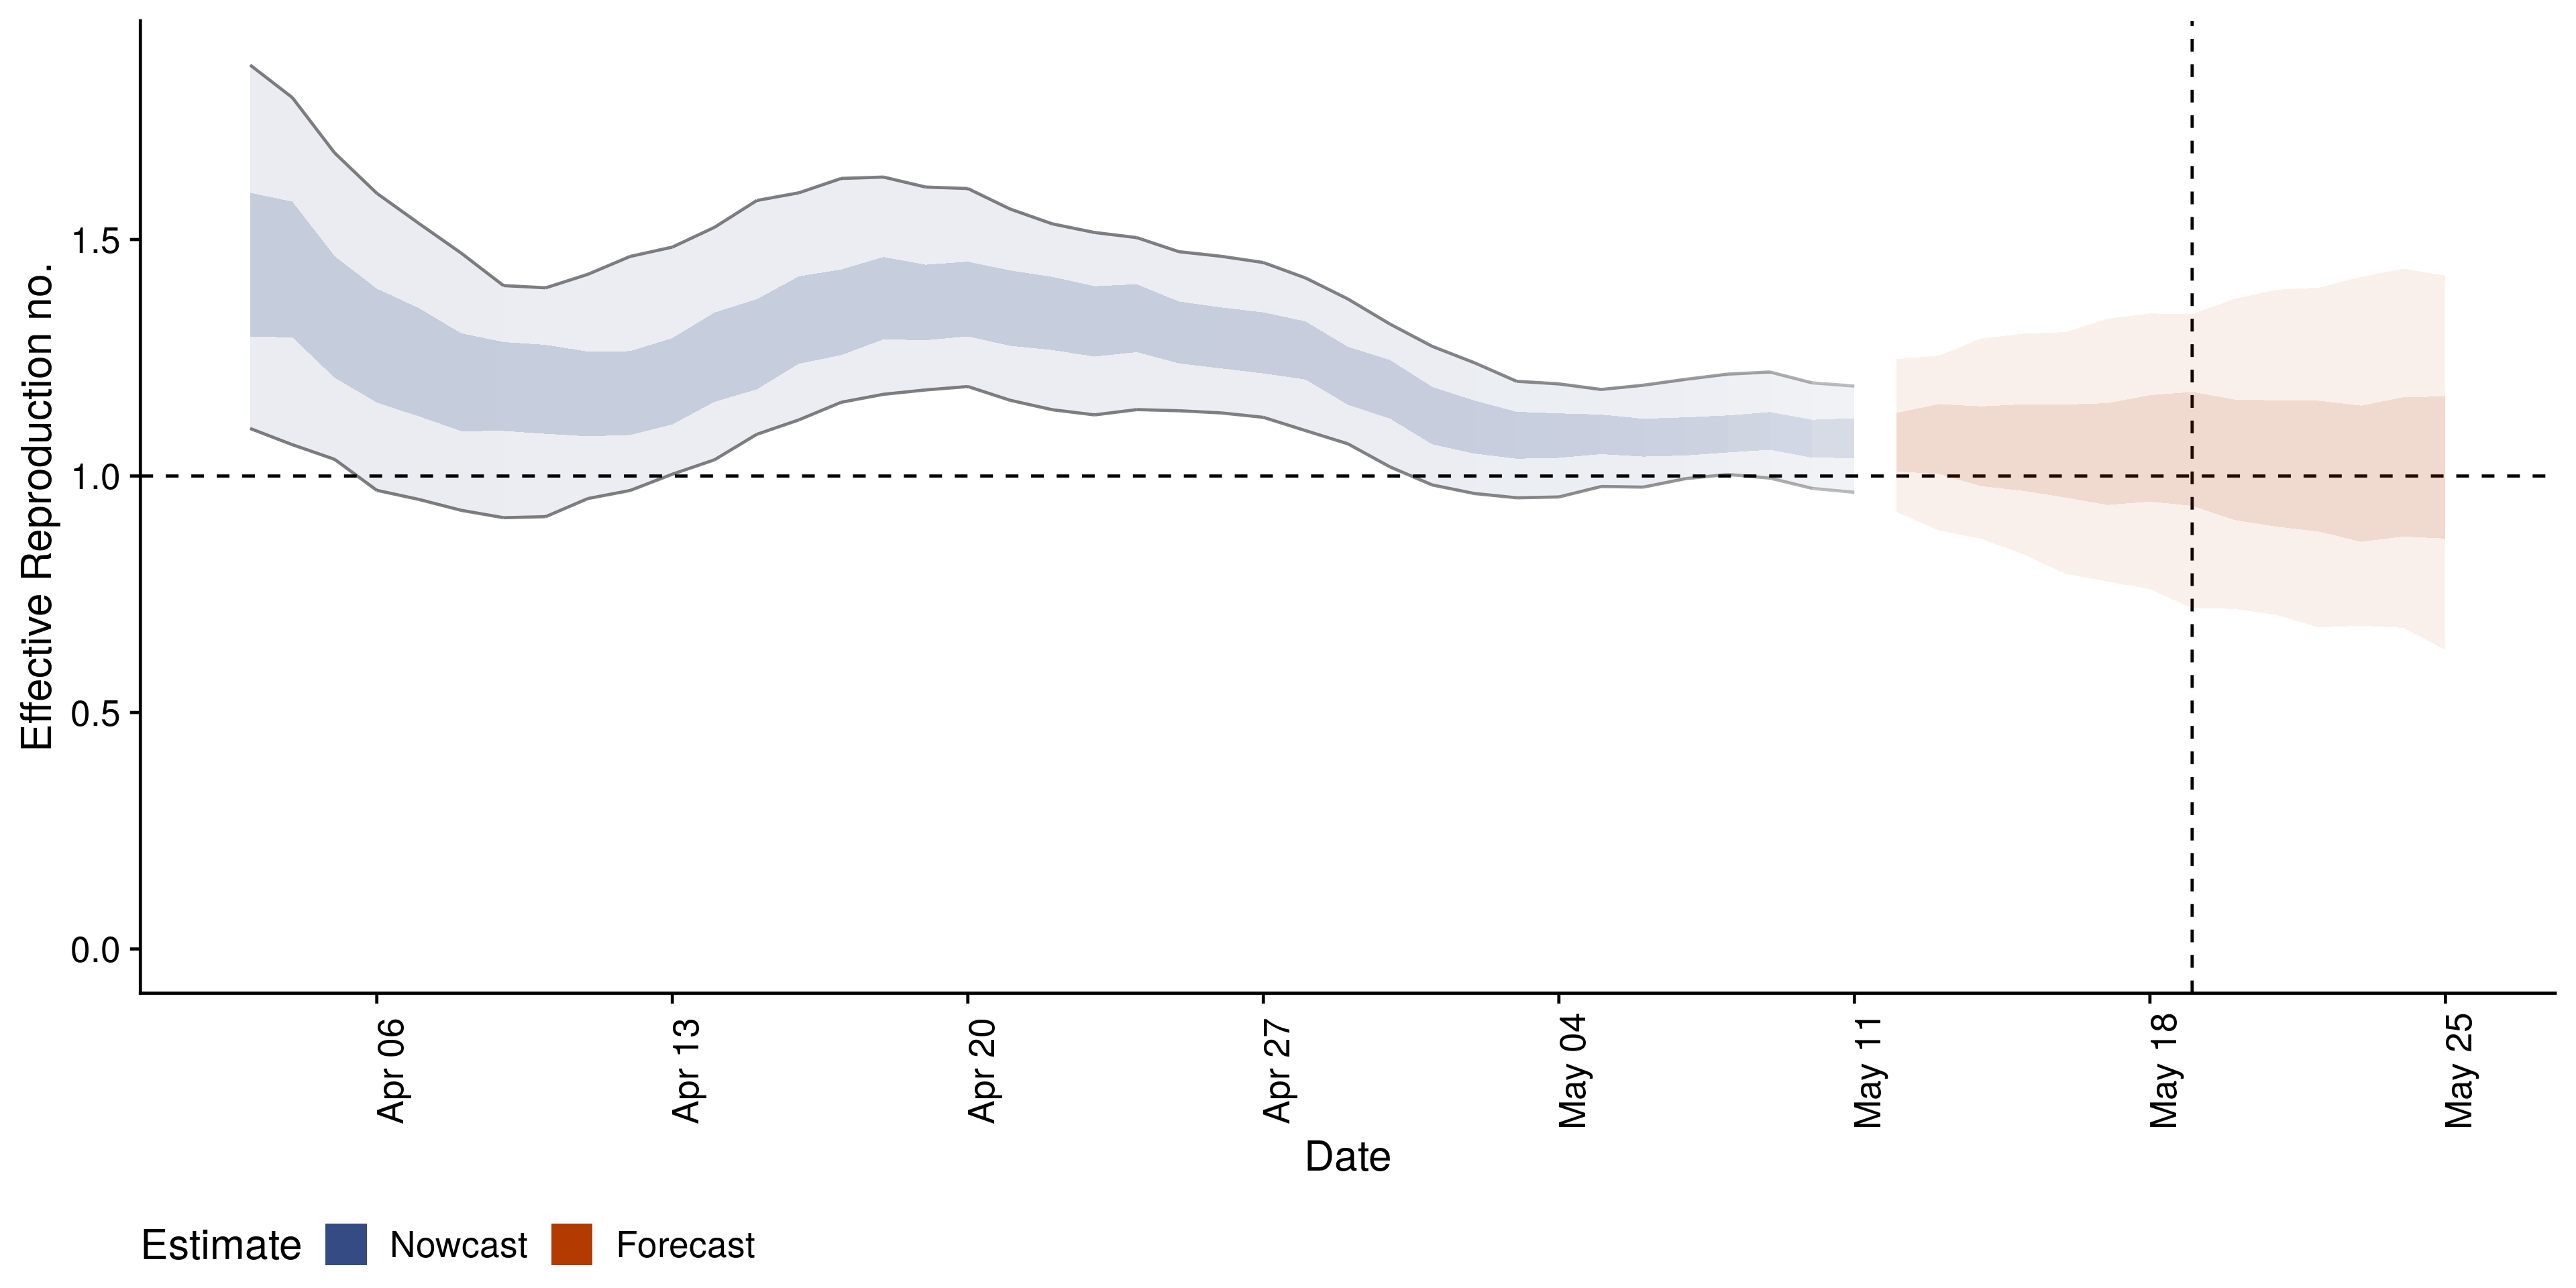 Effective Reproduction no.
1.5
1.0
0.5
0.0
Apr 06
Apr 13
Apr 20
Apr 27
May 04
May 11
May 18
May 25
Date
Estimate Nowcast Forecast